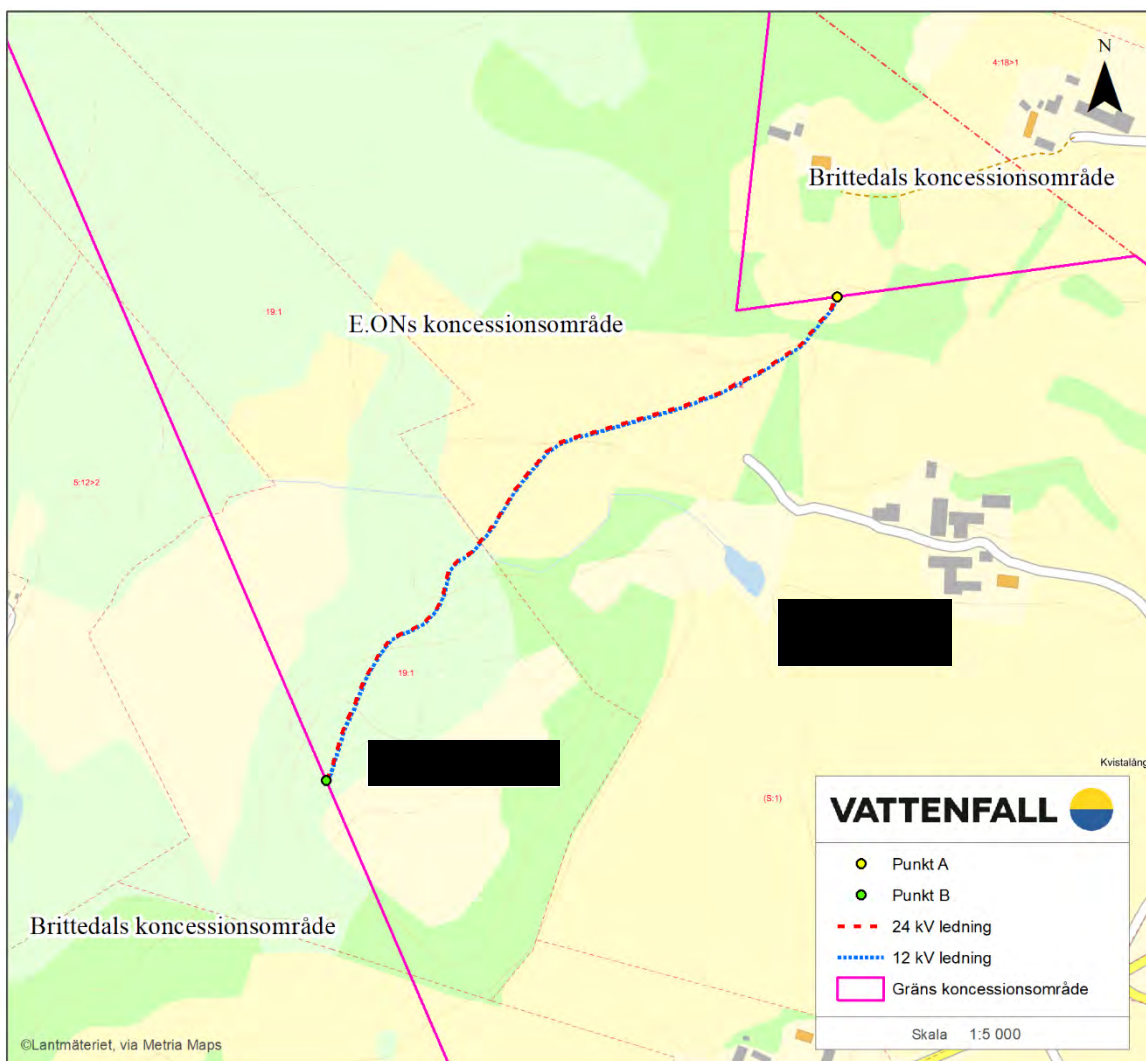 N
4:18>1
Brittedals koncessionsområde
19:1
E.ONs koncessionsområde
5:12>2
19:1
Kvistalång
(S:1)
Brittedals koncessionsområde
VATTENFALL
Punkt A
Punkt B
24 kV ledning
12 kV ledning
Gräns koncessionsområde
Skala 1:5 000
©Lantmäteriet, via Metria Maps